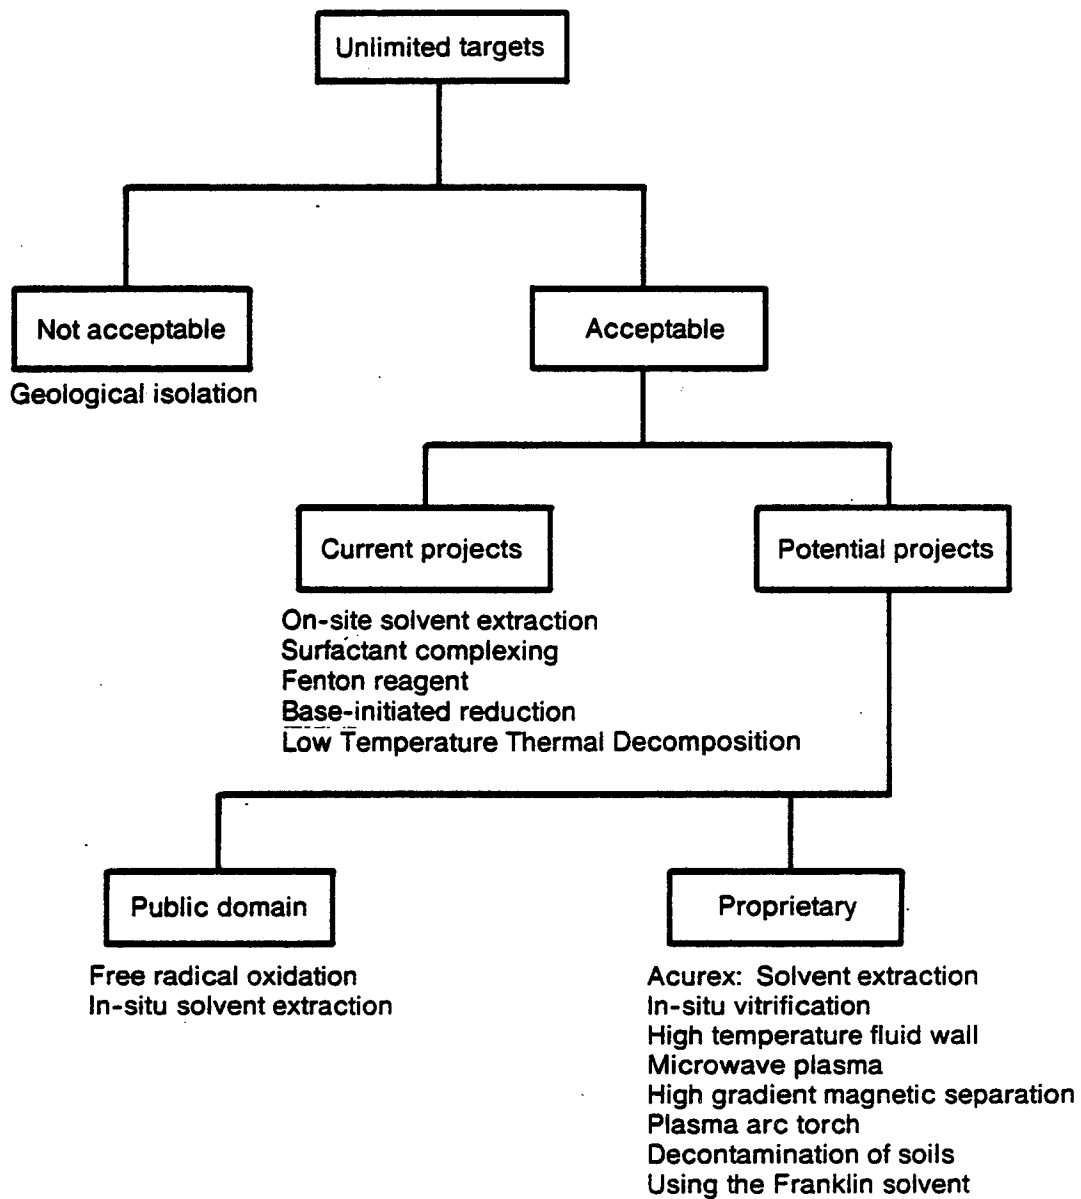 Unlimited targets
Not acceptable
Geological isolation
Acceptable
Current projects
On-site solvent extraction
Surfactant complexing
Fenton reagent
Base-initiated reduction
Low Temperature Thermal Decomposition
Potential projects
Public domain
Free radical oxidation
In-situ solvent extraction
Proprietary
Acurex: Solvent extraction
In-situ vitrification
High temperature fluid wall
Microwave plasma
High gradient magnetic separation
Plasma arc torch
Decontamination of soils
Using the Franklin solvent